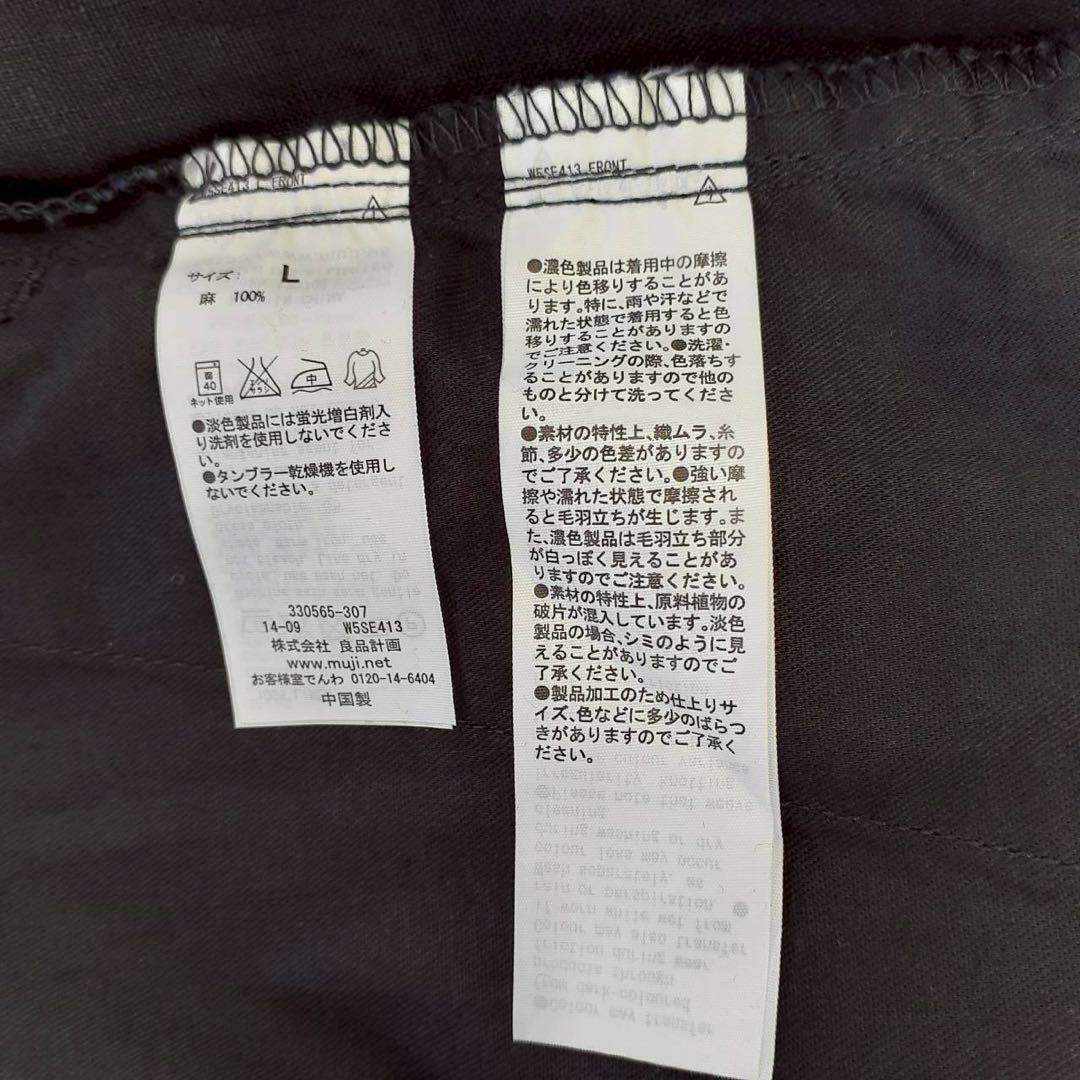 W5SE413 L FRONT
サイズ: L
麻 100%
弱
40
ネット使用
エンソ
サラシ
中
●淡色製品には蛍光増白剤入
り洗剤を使用しないでくださ
い。
●タンブラー乾燥機を使用し
ないでください。
330565-307
14-09 W5SE413
株式会社 良品計画
www.muji.net
お客様室でんわ 0120-14-6404
中国製
W5SE413 FRONT
●濃色製品は着用中の摩擦
により色移りすることがあ
ります。特に、雨や汗などで
濡れた状態で着用すると色
移りすることがありますの
でご注意ください。●洗濯・
クリーニングの際、色落ちす
ることがありますので他の
ものと分けて洗ってくださ
い。
●素材の特性上、織ムラ、糸
節、多少の色差がありますの
でご了承ください。●強い摩
擦や濡れた状態で摩擦され
ると毛羽立ちが生じます。ま
た、濃色製品は毛羽立ち部分
が白っぽく見えることがあ
りますのでご注意ください。
●素材の特性上、原料植物の
破片が混入しています。淡色
製品の場合、シミのように見
えることがありますのでご
了承ください。
●製品加工のため仕上りサ
イズ、色などに多少のばらつ
きがありますのでご了承く
ださい。